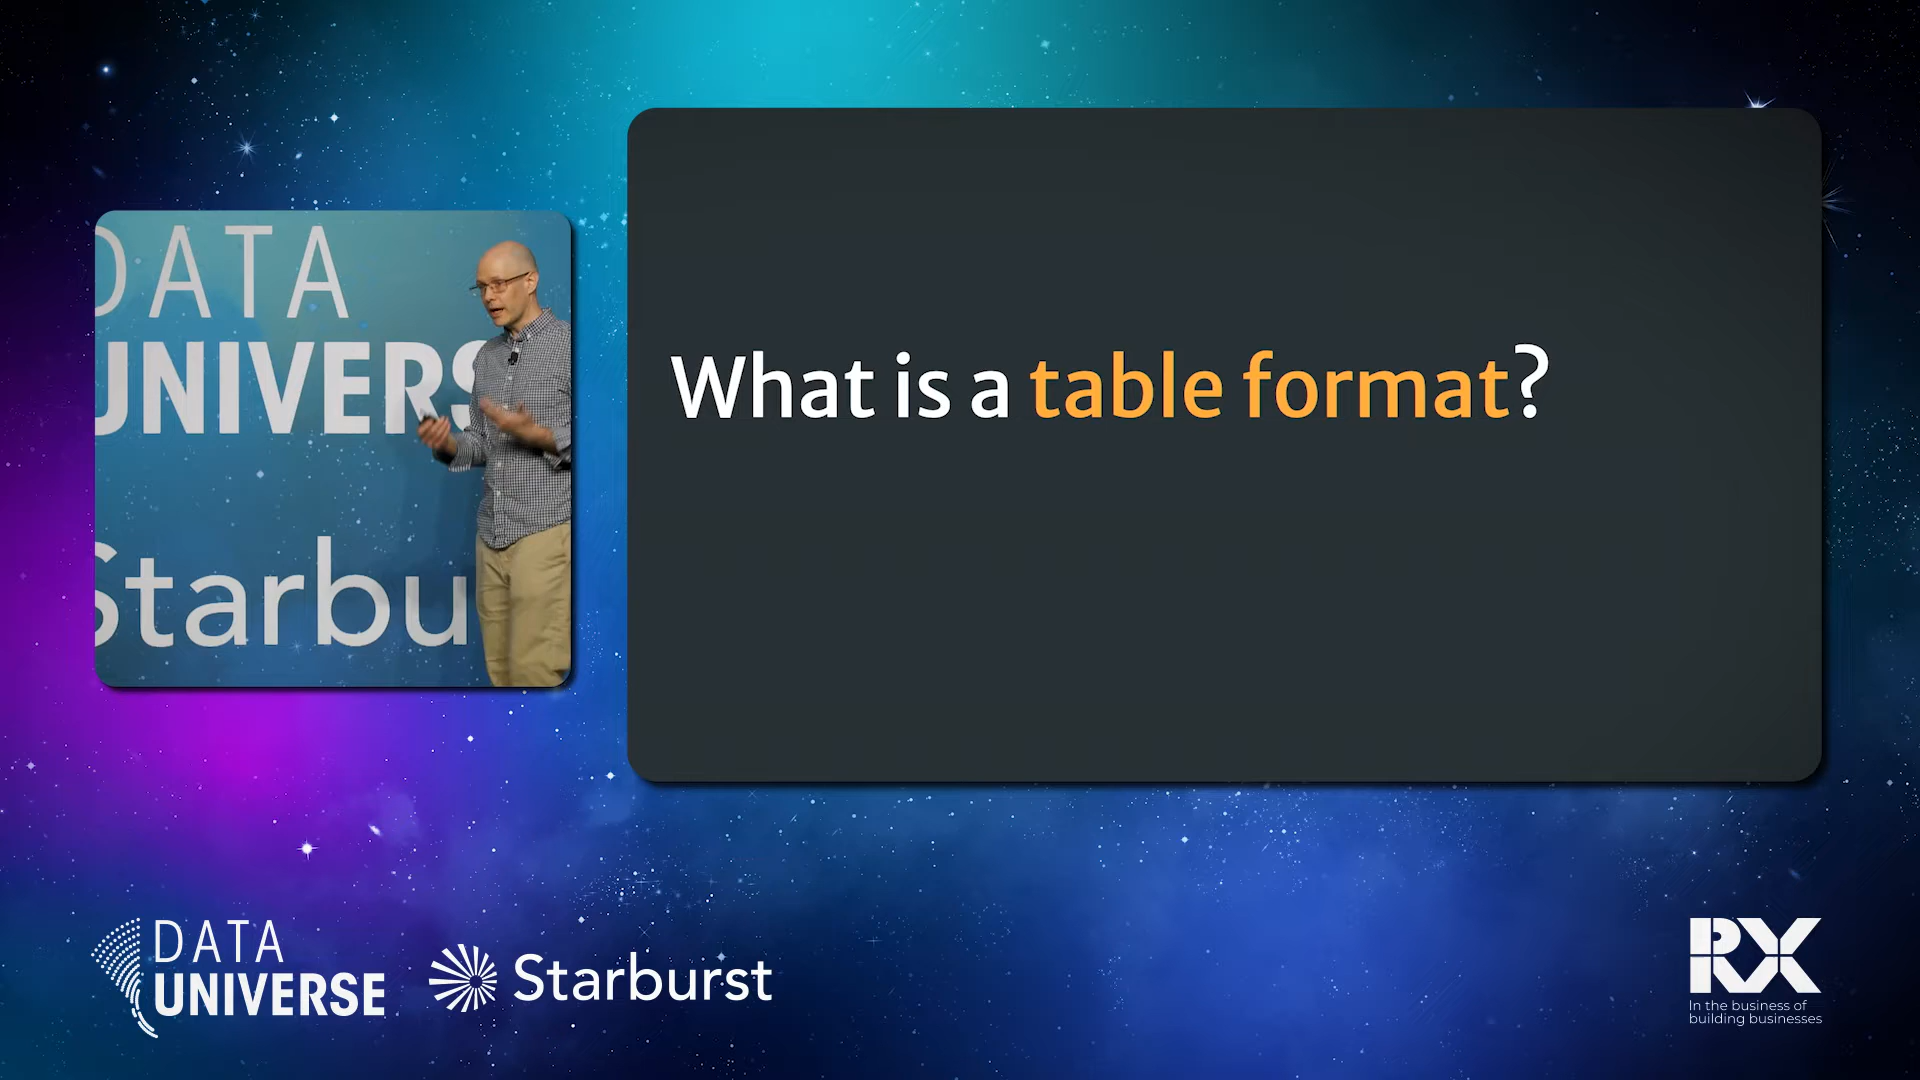 DATA
UNIVERS
Starbu
What is a table format?
DATA
UNIVERSE
Starburst
RX
In the business of
building businesses